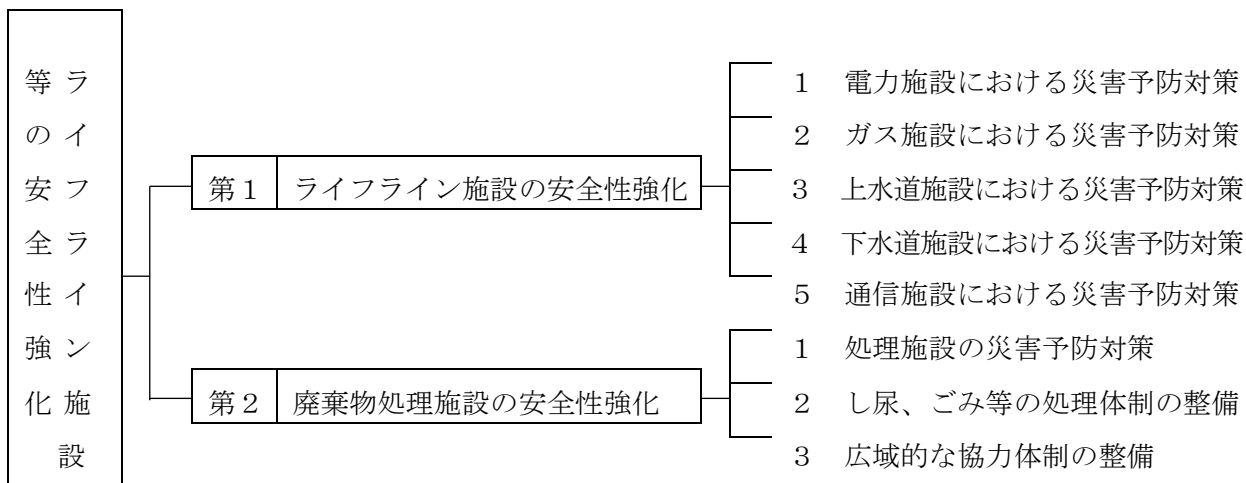 ライフライン施設
等の安全性強化
第１　ライフライン施設の安全性強化
１　電力施設における災害予防対策
２　ガス施設における災害予防対策
３　上水道施設における災害予防対策
４　下水道施設における災害予防対策
５　通信施設における災害予防対策
第２　廃棄物処理施設の安全性強化
１　処理施設の災害予防対策
２　し尿、ごみ等の処理体制の整備
３　広域的な協力体制の整備